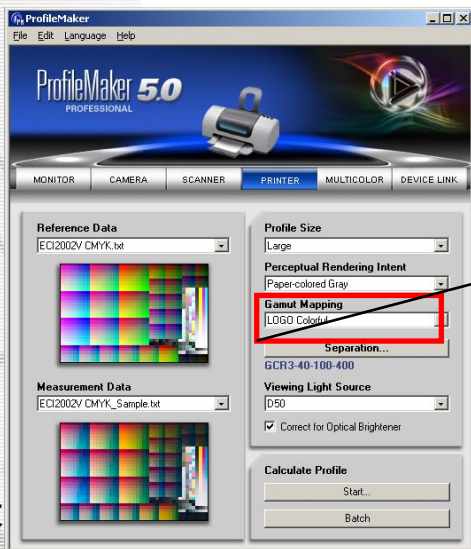 ProfileMaker
File Edit Language Help
ProfileMaker 5.0
PROFESSIONAL
MONITOR CAMERA SCANNER PRINTER MULTICOLOR DEVICE LINK
Reference Data
ECI2002V CMYK.txt
Measurement Data
ECI2002V CMYK_Sample.txt
Profile Size
Large
Perceptual Rendering Intent
Paper-colored Gray
Gamut Mapping
LOGO Colorful
Separation...
GCR3-40-100-400
Viewing Light Source
D50
Correct for Optical Brightener
Calculate Profile
Start...
Batch